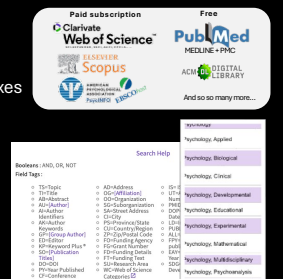 Paid subscription
Free
Clarivate
Web of Science™
ELSEVIER
Scopus
AMERICAN
PSYCHOLOGICAL
ASSOCIATION
PsycINFO
EBSCOhost
PubMed
MEDLINE + PMC
ACM DL DIGITAL
LIBRARY
And so so many more...
xes
Search Help
Booleans : AND, OR, NOT
Field Tags :
TS=Topic
TI=Title
AB=Abstract
AU=[Author]
AI=Author
Identifiers
AK=Author
Keywords
GP=[Group Author]
ED=Editor
KP=Keyword Plus ®
SO=[Publication
Titles]
DO=DOI
PY=Year Published
CF=Conference
AD=Address
OG=[Affiliation]
OO=Organization
SG=Suborganization
SA=Street Address
CI=City
PS=Province/State
CU=Country/Region
ZP=Zip/Postal Code
FO=Funding Agency
FG=Grant Number
FD=Funding Details
FT=Funding Text
SU=Research Area
WC=Web of Science
Categories
Psychology, Applied
Psychology, Biological
Psychology, Clinical
Psychology, Developmental
Psychology, Educational
Psychology, Experimental
Psychology, Mathematical
Psychology, Multidisciplinary
Psychology, Psychoanalysis